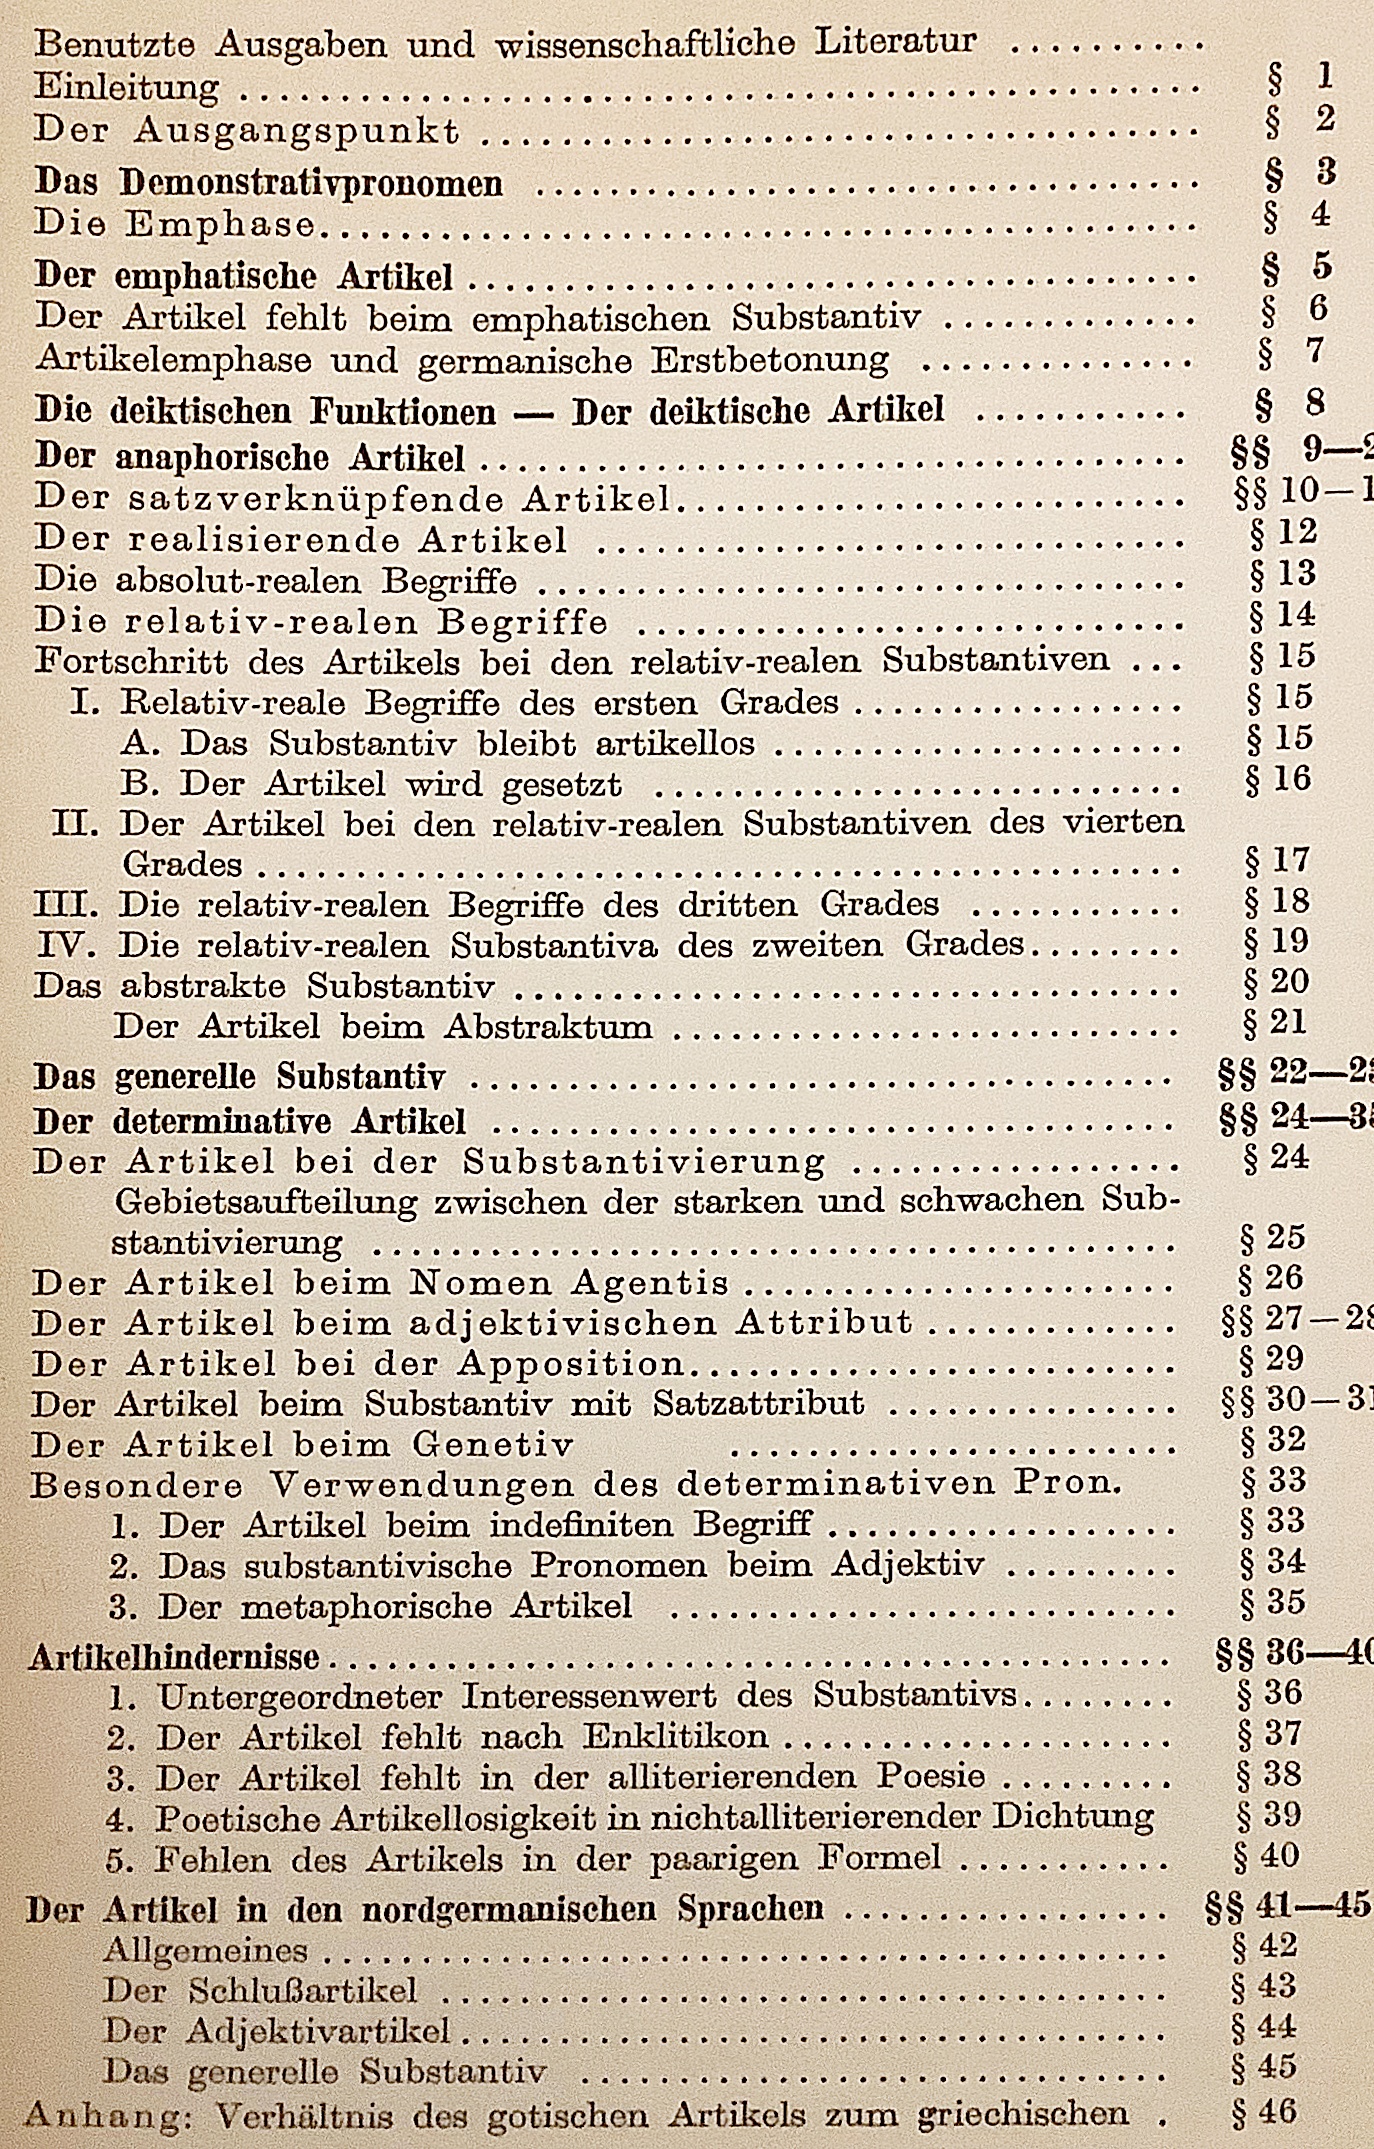 Benutzte Ausgaben und wissenschaftliche Literatur ..........
Einleitung .......... § 1
Der Ausgangspunkt .......... § 2
Das Demonstrativpronomen .......... § 3
Die Emphase .......... § 4
Der emphatische Artikel .......... § 5
Der Artikel fehlt beim emphatischen Substantiv .......... § 6
Artikelemphase und germanische Erstbetonung .......... § 7
Die deiktischen Funktionen — Der deiktische Artikel .......... § 8
Der anaphorische Artikel .......... §§ 9—2
Der satzverknüpfende Artikel .......... §§ 10—1
Der realisierende Artikel .......... § 12
Die absolut-realen Begriffe .......... § 13
Die relativ-realen Begriffe .......... § 14
Fortschritt des Artikels bei den relativ-realen Substantiven ... § 15
I. Relativ-reale Begriffe des ersten Grades .......... § 15
A. Das Substantiv bleibt artikellos .......... § 15
B. Der Artikel wird gesetzt .......... § 16
II. Der Artikel bei den relativ-realen Substantiven des vierten
Grades .......... § 17
III. Die relativ-realen Begriffe des dritten Grades .......... § 18
IV. Die relativ-realen Substantiva des zweiten Grades ........ § 19
Das abstrakte Substantiv .......... § 20
Der Artikel beim Abstraktum .......... § 21
Das generelle Substantiv .......... §§ 22—23
Der determinative Artikel .......... §§ 24—35
Der Artikel bei der Substantivierung .......... § 24
Gebietsaufteilung zwischen der starken und schwachen Sub-
stantivierung .......... § 25
Der Artikel beim Nomen Agentis .......... § 26
Der Artikel beim adjektivischen Attribut .......... §§ 27—28
Der Artikel bei der Apposition .......... § 29
Der Artikel beim Substantiv mit Satzattribut .......... §§ 30—31
Der Artikel beim Genetiv .......... § 32
Besondere Verwendungen des determinativen Pron. § 33
1. Der Artikel beim indefiniten Begriff .......... § 33
2. Das substantivische Pronomen beim Adjektiv .......... § 34
3. Der metaphorische Artikel .......... § 35
Artikelhindernisse .......... §§ 36—40
1. Untergeordneter Interessenwert des Substantivs ........ § 36
2. Der Artikel fehlt nach Enklitikon .......... § 37
3. Der Artikel fehlt in der alliterierenden Poesie ......... § 38
4. Poetische Artikellosigkeit in nichtalliterierender Dichtung § 39
5. Fehlen des Artikels in der paarigen Formel .......... § 40
Der Artikel in den nordgermanischen Sprachen .......... §§ 41—45
Allgemeines .......... § 42
Der Schlußartikel .......... § 43
Der Adjektivartikel .......... § 44
Das generelle Substantiv .......... § 45
Anhang: Verhältnis des gotischen Artikels zum griechischen . § 46